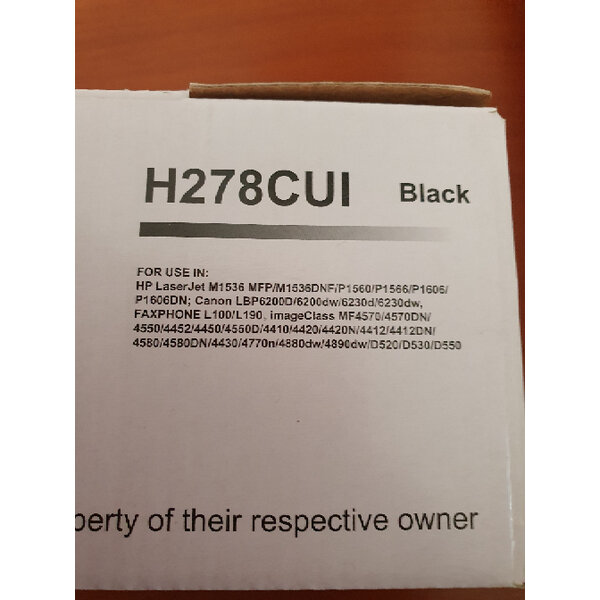 H278CUI Black
FOR USE IN:
HP LaserJet M1536 MFP/M1536DNF/P1560/P1566/P1606/
P1606DN; Canon LBP6200D/6200dw/6230d/6230dw,
FAXPHONE L100/L190, imageClass MF4570/4570DN/
4550/4452/4450/4550D/4410/4420/4420N/4412/4412DN/
4580/4580DN/4430/4770n/4880dw/4890dw/D520/D530/D550
perty of their respective owner